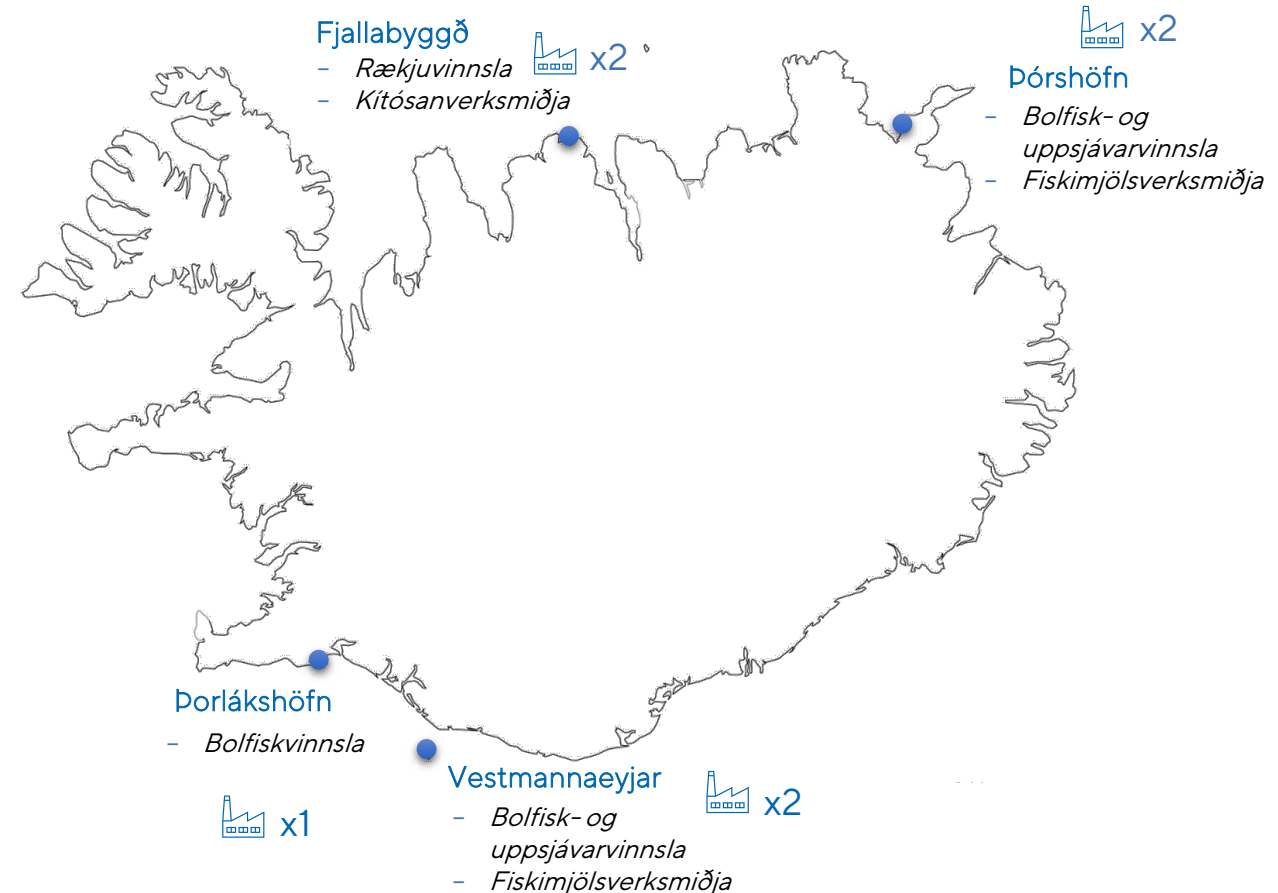 Fjallabyggð
- Rækjuvinnsla
- Kítósanverksmiðja
x2
x2
Þórshöfn
- Bolfisk- og
uppsjávarvinnsla
- Fiskimjölsverksmiðja
Þorlákshöfn
- Bolfiskvinnsla
x1
Vestmannaeyjar
- Bolfisk- og
uppsjávarvinnsla
- Fiskimjölsverksmiðja
x2